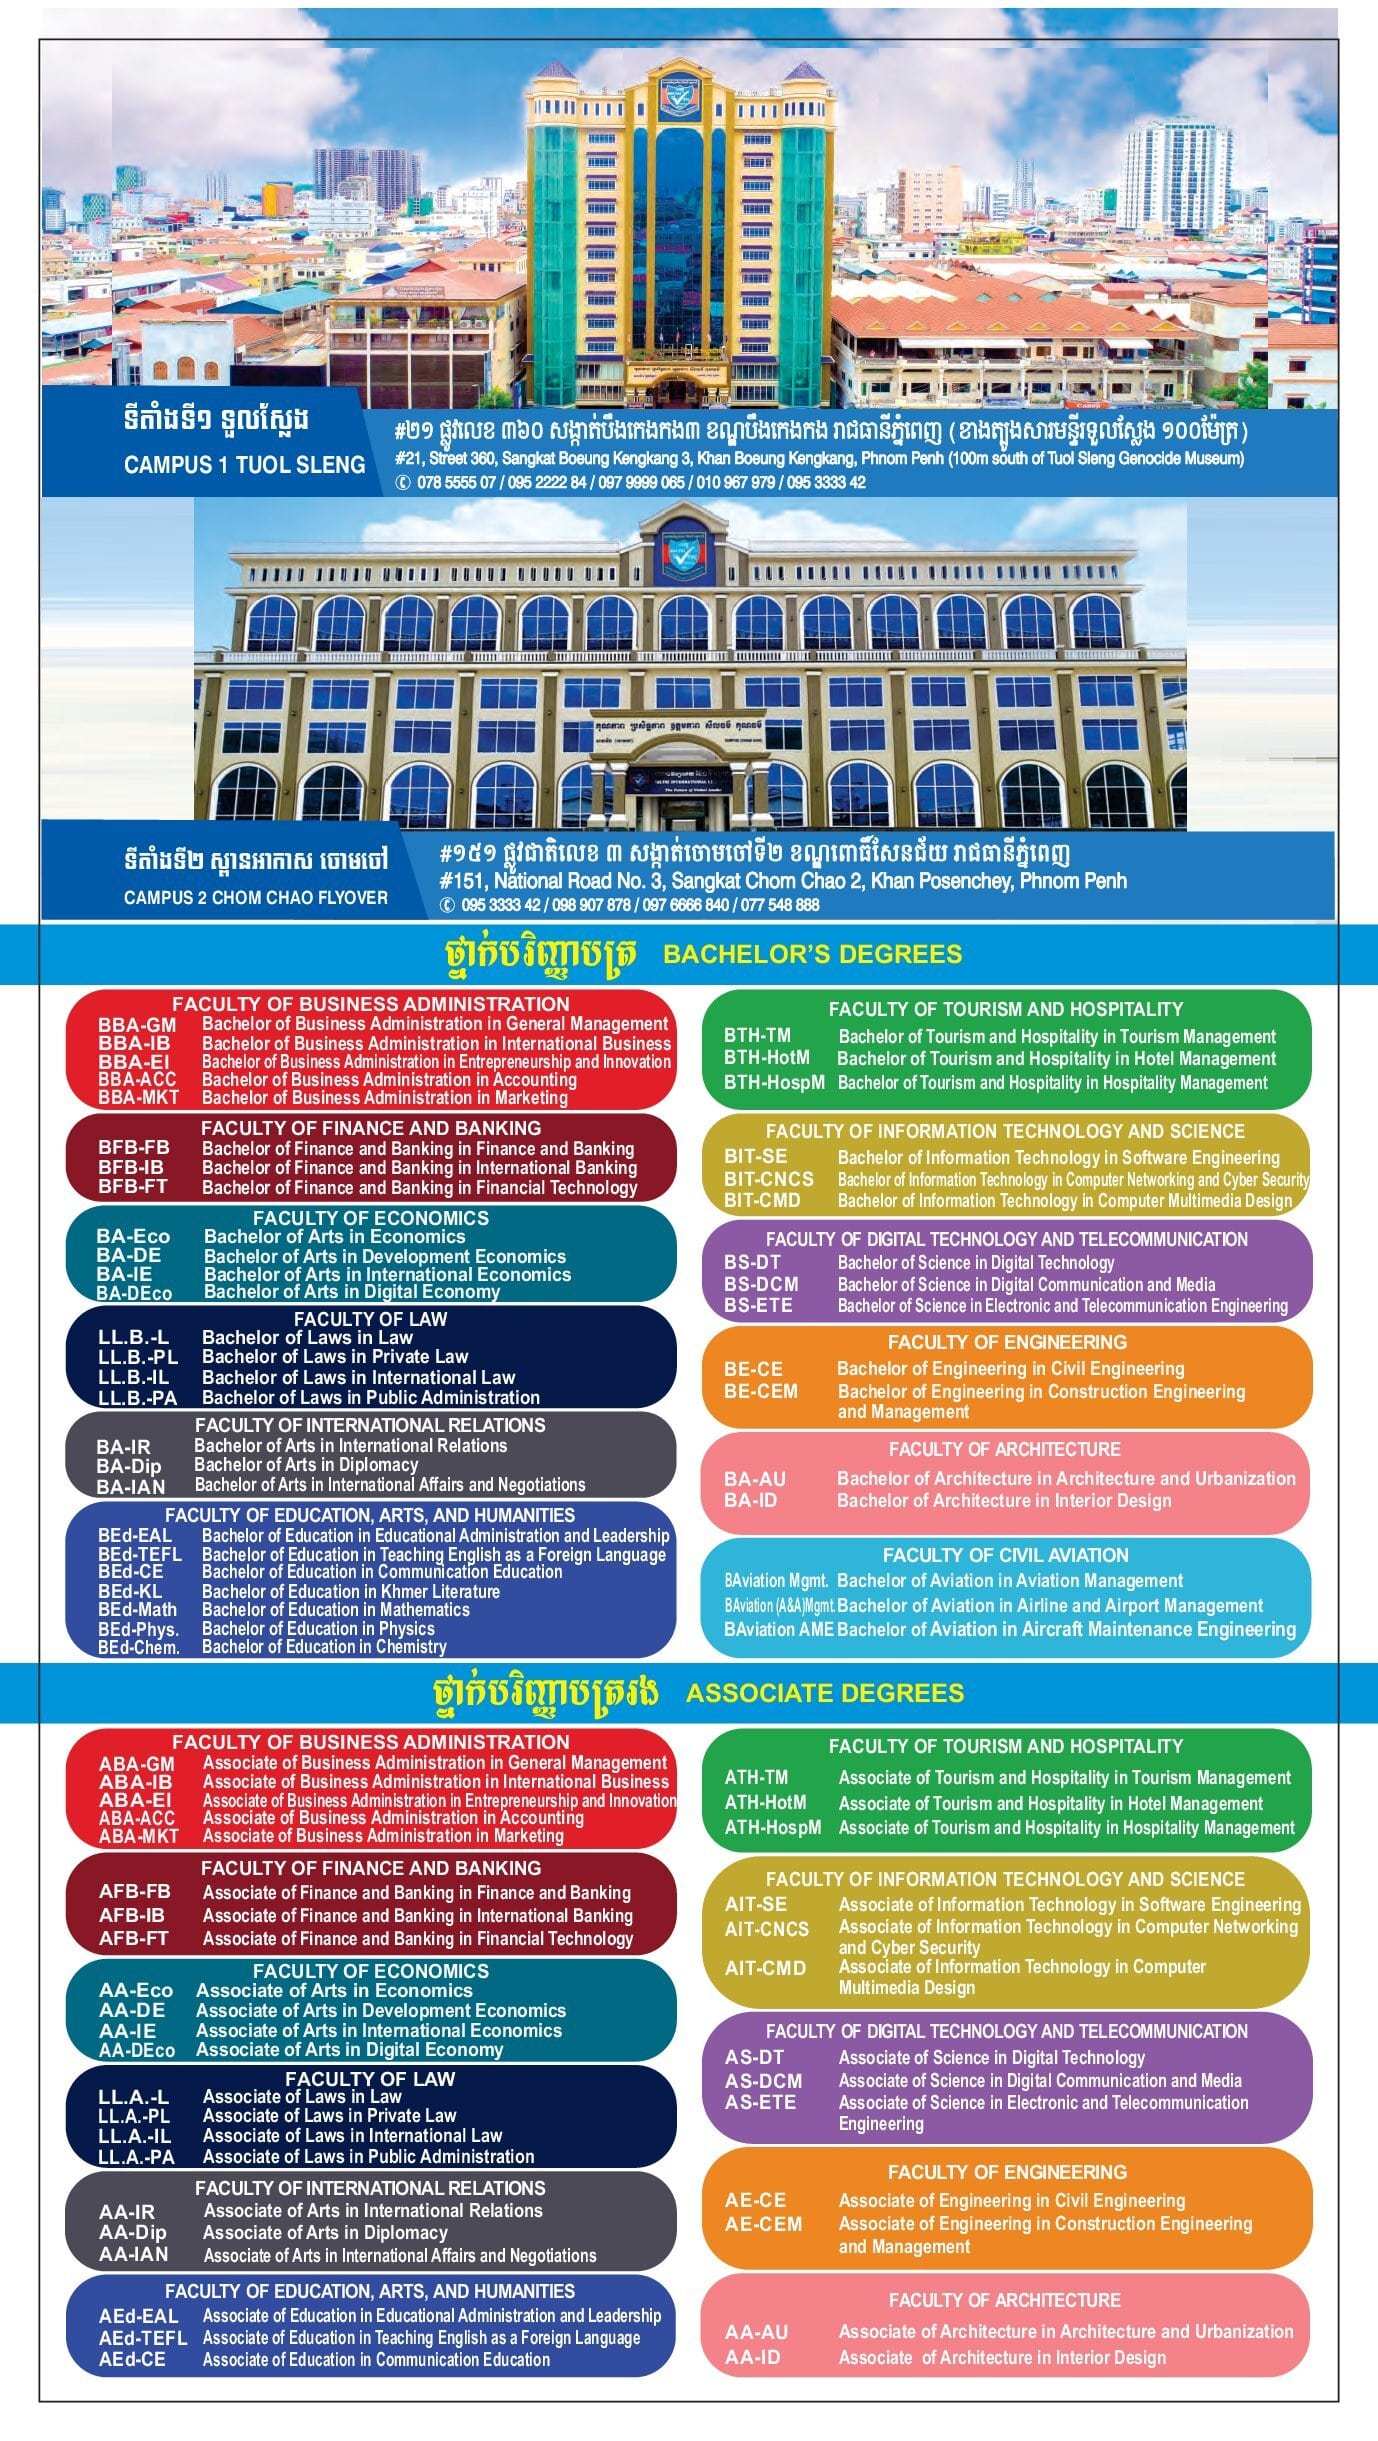 ទីតាំងទី១ ទួលស្លែង
CAMPUS 1 TUOL SLENG
#២១ ផ្លូវលេខ ៣៦០ សង្កាត់បឹងកេងកង៣ ខណ្ឌបឹងកេងកង រាជធានីភ្នំពេញ (ខាងត្បូងសារមន្ទីរទួលស្លែង ១០០ម៉ែត្រ)
#21, Street 360, Sangkat Boeung Kengkang 3, Khan Boeung Kengkang, Phnom Penh (100m south of Tuol Sleng Genocide Museum)
✆ 078 5555 07 / 095 2222 84 / 097 9999 065 / 010 967 979 / 095 3333 42
គុណភាព ប្រសិទ្ធភាព ឧត្តមភាព សីលធម៌ គុណធម៌
The Future of Global Leader
ទីតាំងទី២ ស្ពានអាកាស ចោមចៅ
CAMPUS 2 CHOM CHAO FLYOVER
#១៥១ ផ្លូវជាតិលេខ ៣ សង្កាត់ចោមចៅទី២ ខណ្ឌពោធិ៍សែនជ័យ រាជធានីភ្នំពេញ
#151, National Road No. 3, Sangkat Chom Chao 2, Khan Posenchey, Phnom Penh
✆ 095 3333 42 / 098 907 878 / 097 6666 840 / 077 548 888
ថ្នាក់បរិញ្ញាបត្រ BACHELOR'S DEGREES
FACULTY OF BUSINESS ADMINISTRATION
BBA-GM Bachelor of Business Administration in General Management
BBA-IB Bachelor of Business Administration in International Business
BBA-EI Bachelor of Business Administration in Entrepreneurship and Innovation
BBA-ACC Bachelor of Business Administration in Accounting
BBA-MKT Bachelor of Business Administration in Marketing
FACULTY OF FINANCE AND BANKING
BFB-FB Bachelor of Finance and Banking in Finance and Banking
BFB-IB Bachelor of Finance and Banking in International Banking
BFB-FT Bachelor of Finance and Banking in Financial Technology
FACULTY OF ECONOMICS
BA-Eco Bachelor of Arts in Economics
BA-DE Bachelor of Arts in Development Economics
BA-IE Bachelor of Arts in International Economics
BA-DEco Bachelor of Arts in Digital Economy
FACULTY OF LAW
LL.B.-L Bachelor of Laws in Law
LL.B.-PL Bachelor of Laws in Private Law
LL.B.-IL Bachelor of Laws in International Law
LL.B.-PA Bachelor of Laws in Public Administration
FACULTY OF INTERNATIONAL RELATIONS
BA-IR Bachelor of Arts in International Relations
BA-Dip Bachelor of Arts in Diplomacy
BA-IAN Bachelor of Arts in International Affairs and Negotiations
FACULTY OF EDUCATION, ARTS, AND HUMANITIES
BEd-EAL Bachelor of Education in Educational Administration and Leadership
BEd-TEFL Bachelor of Education in Teaching English as a Foreign Language
BEd-CE Bachelor of Education in Communication Education
BEd-KL Bachelor of Education in Khmer Literature
BEd-Math Bachelor of Education in Mathematics
BEd-Phys. Bachelor of Education in Physics
BEd-Chem. Bachelor of Education in Chemistry
FACULTY OF TOURISM AND HOSPITALITY
BTH-TM Bachelor of Tourism and Hospitality in Tourism Management
BTH-HotM Bachelor of Tourism and Hospitality in Hotel Management
BTH-HospM Bachelor of Tourism and Hospitality in Hospitality Management
FACULTY OF INFORMATION TECHNOLOGY AND SCIENCE
BIT-SE Bachelor of Information Technology in Software Engineering
BIT-CNCS Bachelor of Information Technology in Computer Networking and Cyber Security
BIT-CMD Bachelor of Information Technology in Computer Multimedia Design
FACULTY OF DIGITAL TECHNOLOGY AND TELECOMMUNICATION
BS-DT Bachelor of Science in Digital Technology
BS-DCM Bachelor of Science in Digital Communication and Media
BS-ETE Bachelor of Science in Electronic and Telecommunication Engineering
FACULTY OF ENGINEERING
BE-CE Bachelor of Engineering in Civil Engineering
BE-CEM Bachelor of Engineering in Construction Engineering
and Management
FACULTY OF ARCHITECTURE
BA-AU Bachelor of Architecture in Architecture and Urbanization
BA-ID Bachelor of Architecture in Interior Design
FACULTY OF CIVIL AVIATION
BAviation Mgmt. Bachelor of Aviation in Aviation Management
BAviation (A&A)Mgmt. Bachelor of Aviation in Airline and Airport Management
BAviation AME Bachelor of Aviation in Aircraft Maintenance Engineering
ថ្នាក់បរិញ្ញាបត្ររង ASSOCIATE DEGREES
FACULTY OF BUSINESS ADMINISTRATION
ABA-GM Associate of Business Administration in General Management
ABA-IB Associate of Business Administration in International Business
ABA-EI Associate of Business Administration in Entrepreneurship and Innovation
ABA-ACC Associate of Business Administration in Accounting
ABA-MKT Associate of Business Administration in Marketing
FACULTY OF FINANCE AND BANKING
AFB-FB Associate of Finance and Banking in Finance and Banking
AFB-IB Associate of Finance and Banking in International Banking
AFB-FT Associate of Finance and Banking in Financial Technology
FACULTY OF ECONOMICS
AA-Eco Associate of Arts in Economics
AA-DE Associate of Arts in Development Economics
AA-IE Associate of Arts in International Economics
AA-DEco Associate of Arts in Digital Economy
FACULTY OF LAW
LL.A.-L Associate of Laws in Law
LL.A.-PL Associate of Laws in Private Law
LL.A.-IL Associate of Laws in International Law
LL.A.-PA Associate of Laws in Public Administration
FACULTY OF INTERNATIONAL RELATIONS
AA-IR Associate of Arts in International Relations
AA-Dip Associate of Arts in Diplomacy
AA-IAN Associate of Arts in International Affairs and Negotiations
FACULTY OF EDUCATION, ARTS, AND HUMANITIES
AEd-EAL Associate of Education in Educational Administration and Leadership
AEd-TEFL Associate of Education in Teaching English as a Foreign Language
AEd-CE Associate of Education in Communication Education
FACULTY OF TOURISM AND HOSPITALITY
ATH-TM Associate of Tourism and Hospitality in Tourism Management
ATH-HotM Associate of Tourism and Hospitality in Hotel Management
ATH-HospM Associate of Tourism and Hospitality in Hospitality Management
FACULTY OF INFORMATION TECHNOLOGY AND SCIENCE
AIT-SE Associate of Information Technology in Software Engineering
AIT-CNCS Associate of Information Technology in Computer Networking
and Cyber Security
AIT-CMD Associate of Information Technology in Computer
Multimedia Design
FACULTY OF DIGITAL TECHNOLOGY AND TELECOMMUNICATION
AS-DT Associate of Science in Digital Technology
AS-DCM Associate of Science in Digital Communication and Media
AS-ETE Associate of Science in Electronic and Telecommunication
Engineering
FACULTY OF ENGINEERING
AE-CE Associate of Engineering in Civil Engineering
AE-CEM Associate of Engineering in Construction Engineering
and Management
FACULTY OF ARCHITECTURE
AA-AU Associate of Architecture in Architecture and Urbanization
AA-ID Associate of Architecture in Interior Design